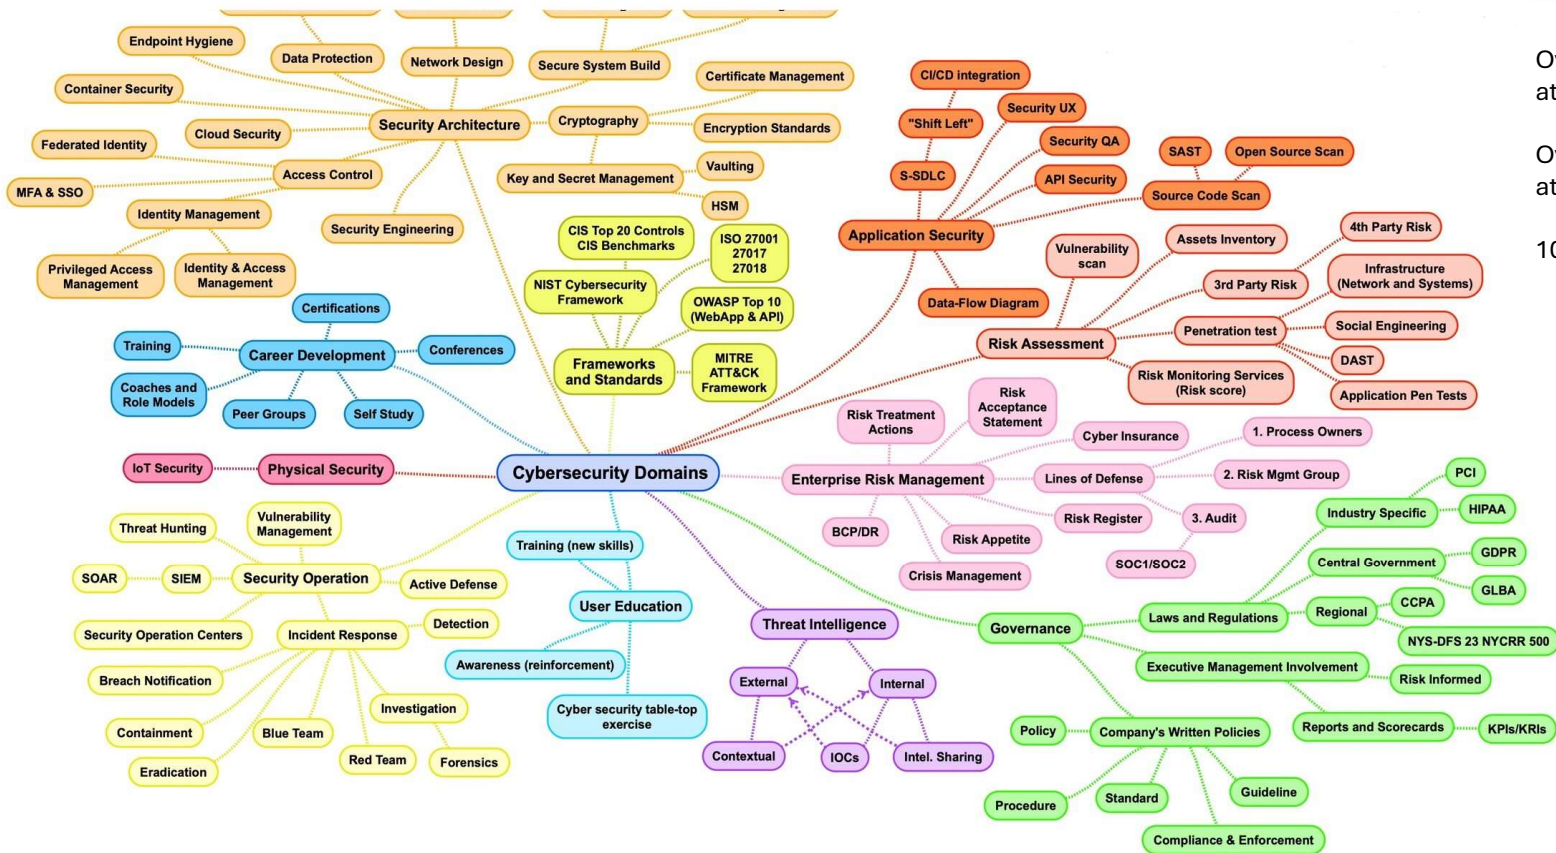 Endpoint Hygiene
Data Protection
Network Design
Secure System Build
Container Security
Cloud Security
Security Architecture
Cryptography
Certificate Management
Encryption Standards
Federated Identity
Access Control
MFA & SSO
Identity Management
Privileged Access
Management
Identity & Access
Management
Security Engineering
Key and Secret Management
Vaulting
HSM
CIS Top 20 Controls
CIS Benchmarks
ISO 27001
27017
27018
NIST Cybersecurity
Framework
OWASP Top 10
(WebApp & API)
Frameworks
and Standards
MITRE
ATT&CK
Framework
CI/CD integration
Security UX
"Shift Left"
Security QA
S-SDLC
API Security
SAST
Open Source Scan
Source Code Scan
Application Security
Data-Flow Diagram
Vulnerability
scan
Assets Inventory
4th Party Risk
3rd Party Risk
Infrastructure
(Network and Systems)
Risk Assessment
Penetration test
Social Engineering
DAST
Risk Monitoring Services
(Risk score)
Application Pen Tests
Certifications
Training
Career Development
Conferences
Coaches and
Role Models
Peer Groups
Self Study
IoT Security
Physical Security
Cybersecurity Domains
Risk Treatment
Actions
Risk
Acceptance
Statement
Cyber Insurance
1. Process Owners
Enterprise Risk Management
Lines of Defense
2. Risk Mgmt Group
BCP/DR
Risk Register
3. Audit
Risk Appetite
SOC1/SOC2
Crisis Management
Threat Hunting
Vulnerability
Management
SOAR
SIEM
Security Operation
Active Defense
Security Operation Centers
Incident Response
Detection
Breach Notification
Investigation
Containment
Blue Team
Red Team
Forensics
Eradication
Training (new skills)
User Education
Awareness (reinforcement)
Cyber security table-top
exercise
Threat Intelligence
External
Internal
Contextual
IOCs
Intel. Sharing
Governance
Laws and Regulations
Industry Specific
PCI
HIPAA
Central Government
GDPR
GLBA
Regional
CCPA
NYS-DFS 23 NYCRR 500
Executive Management Involvement
Risk Informed
Reports and Scorecards
KPIs/KRIs
Policy
Company's Written Policies
Procedure
Standard
Guideline
Compliance & Enforcement